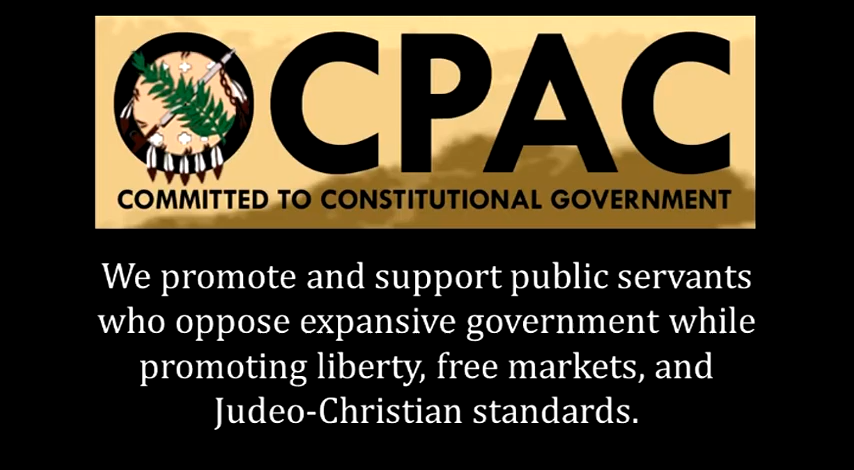 OCPAC
COMMITTED TO CONSTITUTIONAL GOVERNMENT
We promote and support public servants
who oppose expansive government while
promoting liberty, free markets, and
Judeo-Christian standards.